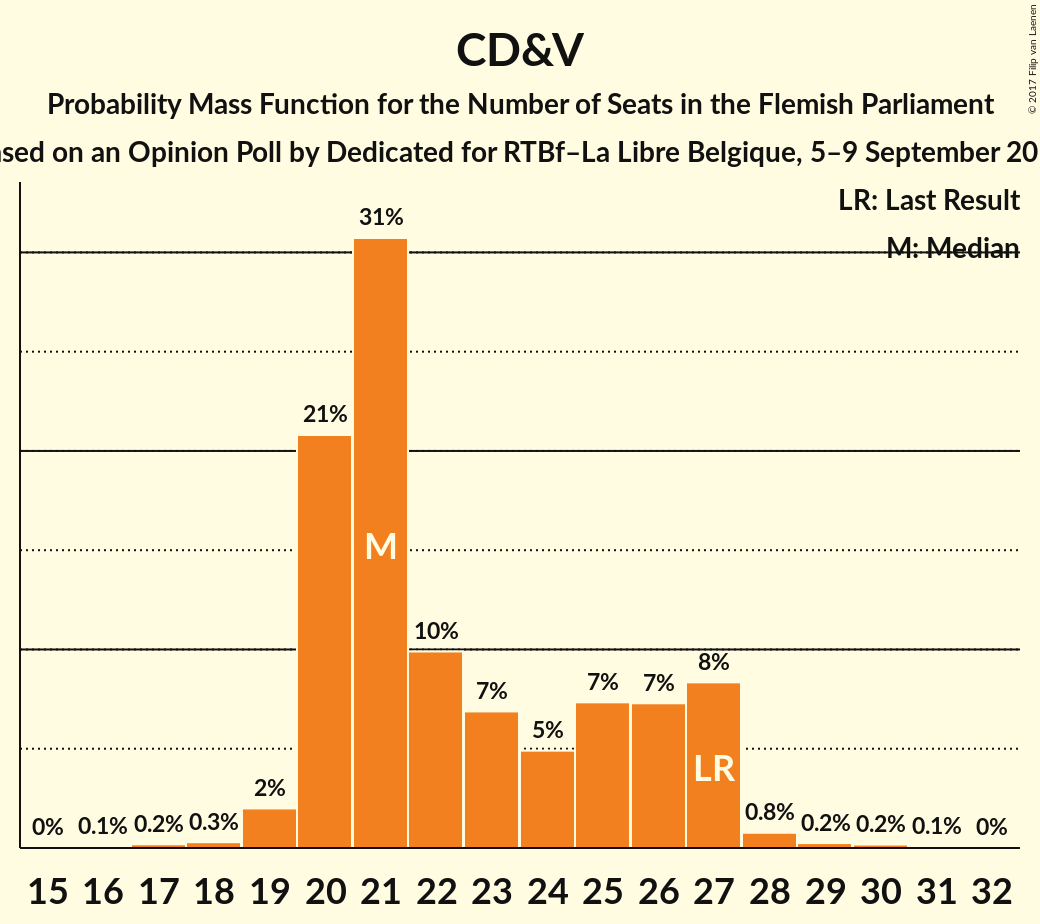 CD&V
Probability Mass Function for the Number of Seats in the Flemish Parliament
on an Opinion Poll by Dedicated for RTBf–La Libre Belgique, 5–9 September
LR: Last Result
M: Median
31%
21%
M
10%
7%
5%
7%
7%
8%
LR
2%
0%
0.1%
0.2%
0.3%
0.8%
0.2%
0.2%
0.1%
0%
15 16 17 18 19 20 21 22 23 24 25 26 27 28 29 30 31 32
© 2017 Filip van Laenen